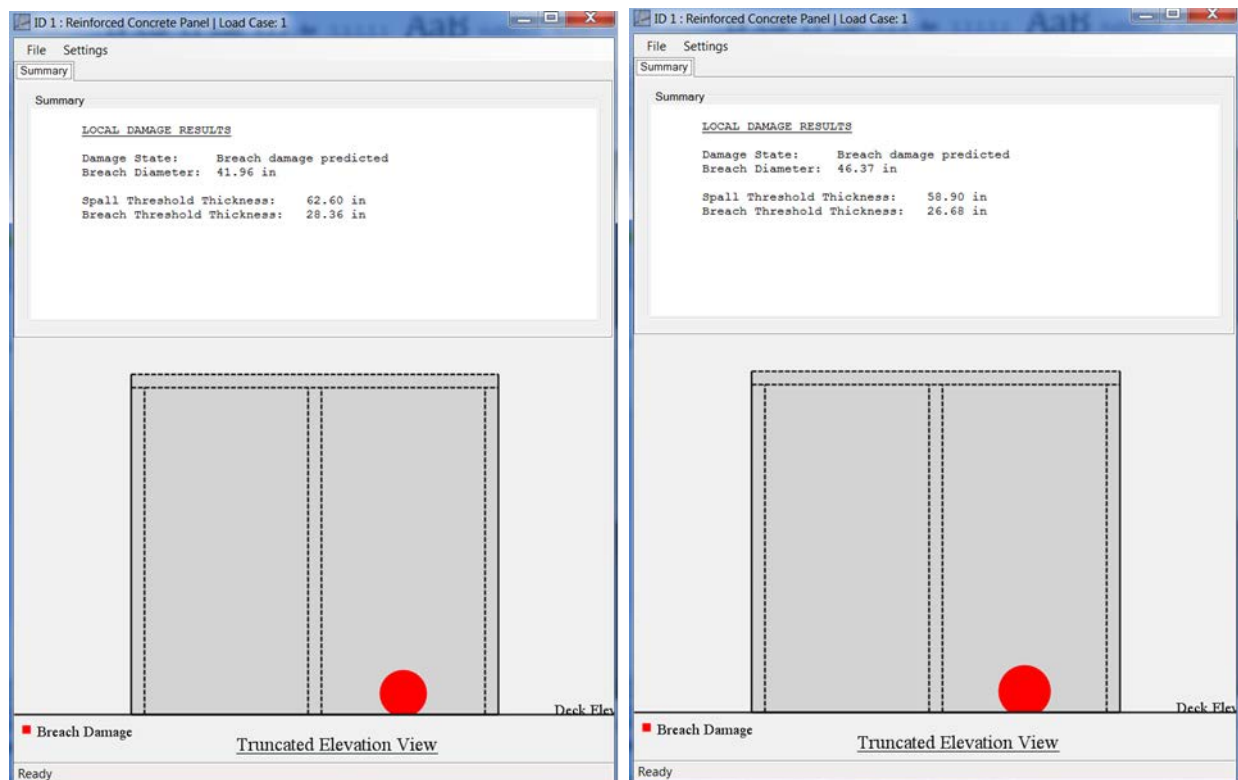 ID 1 : Reinforced Concrete Panel | Load Case: 1
File Settings
Summary
Summary
LOCAL DAMAGE RESULTS
Damage State: Breach damage predicted
Breach Diameter: 41.96 in
Spall Threshold Thickness: 62.60 in
Breach Threshold Thickness: 28.36 in
Deck Elev
Breach Damage
Truncated Elevation View
Ready
ID 1 : Reinforced Concrete Panel | Load Case: 1
File Settings
Summary
Summary
LOCAL DAMAGE RESULTS
Damage State: Breach damage predicted
Breach Diameter: 46.37 in
Spall Threshold Thickness: 58.90 in
Breach Threshold Thickness: 26.68 in
Deck Elev
Breach Damage
Truncated Elevation View
Ready